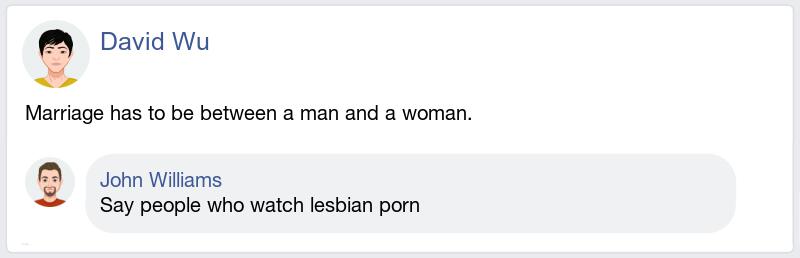 David Wu
Marriage has to be between a man and a woman.
John Williams
Say people who watch lesbian porn